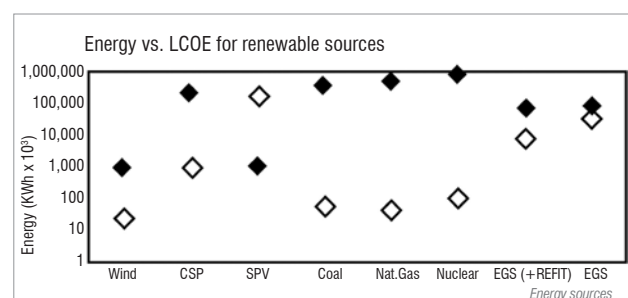 Energy vs. LCOE for renewable sources
Energy (KWh x 10³)
1,000,000
100,000
10,000
1,000
100
10
1
Wind CSP SPV Coal Nat.Gas Nuclear EGS (+REFIT) EGS
Energy sources